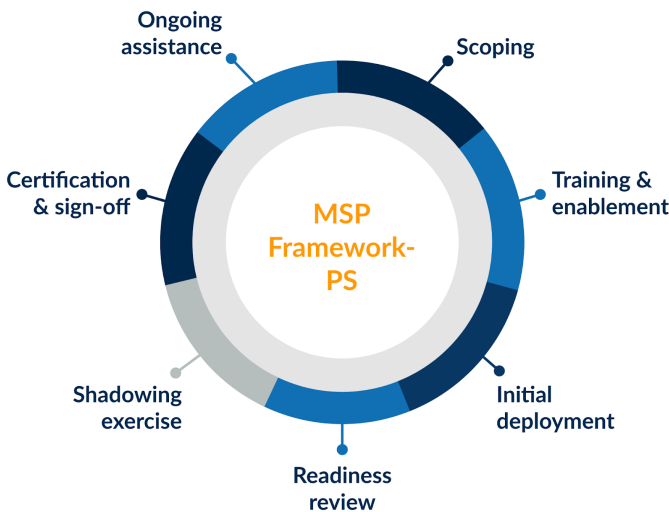 Ongoing
assistance
Scoping
Certification
& sign-off
Training &
enablement
MSP
Framework-
PS
Shadowing
exercise
Initial
deployment
Readiness
review